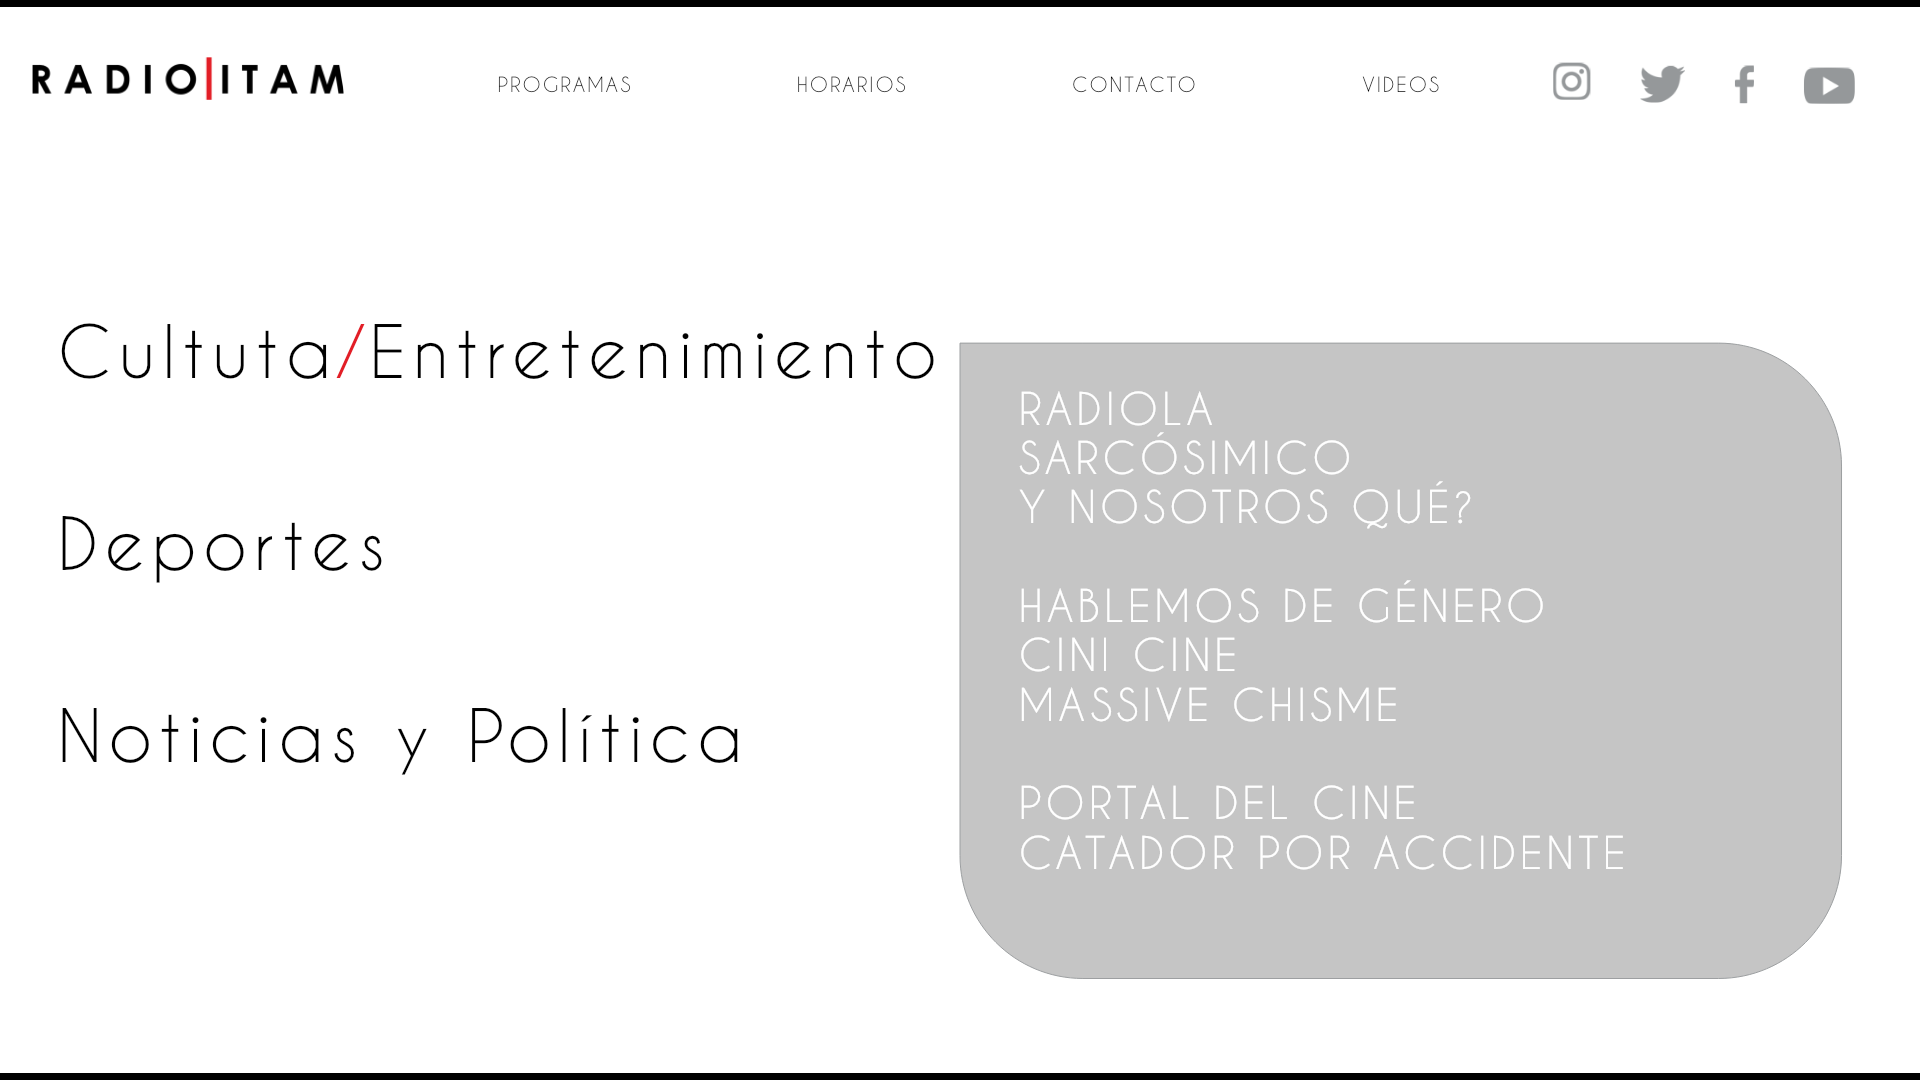 RADIO|ITAM
PROGRAMAS
HORARIOS
CONTACTO
VIDEOS
Cultuta/Entretenimiento
Deportes
Noticias y Política
RADIOLA
SARCÓSIMICO
Y NOSOTROS QUÉ?
HABLEMOS DE GÉNERO
CINI CINE
MASSIVE CHISME
PORTAL DEL CINE
CATADOR POR ACCIDENTE